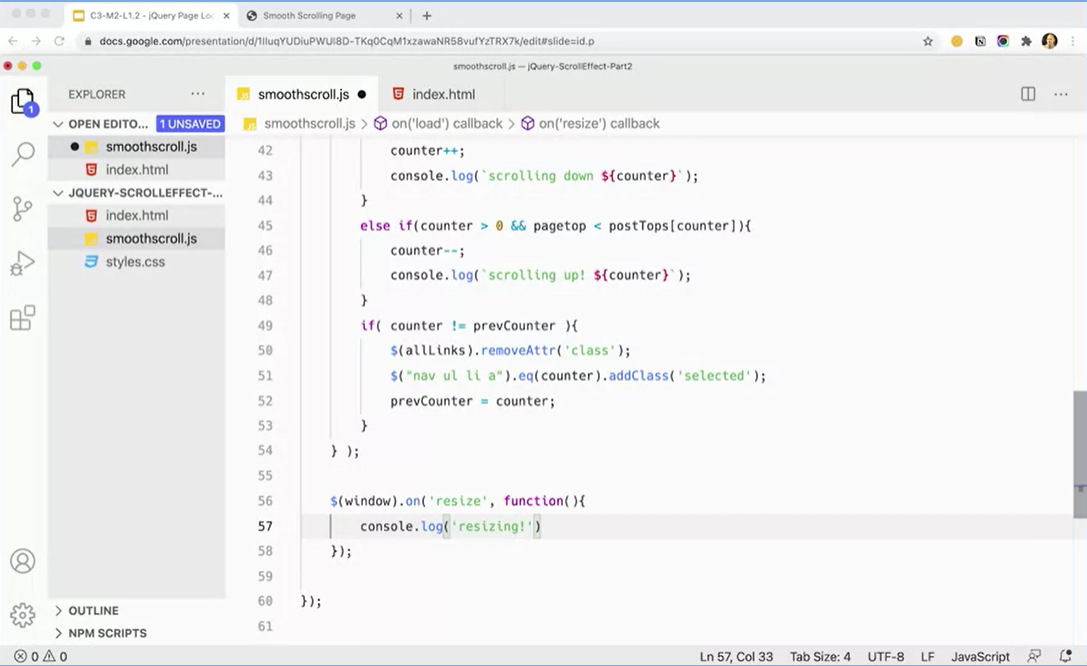 C3-M2-L1.2 - jQuery Page Loc
Smooth Scrolling Page
docs.google.com/presentation/d/1IIuqYUDiuPWUI8D-TKq0CqM1xzawaNR58vufYzTRX7k/edit#slide=id.p
smoothscroll.js — jQuery-ScrollEffect-Part2
EXPLORER
smoothscroll.js
index.html
OPEN EDITO... 1 UNSAVED
smoothscroll.js > on('load') callback > on('resize') callback
smoothscroll.js
index.html
JQUERY-SCROLLEFFECT-...
index.html
smoothscroll.js
styles.css
1
42 counter++;
43 console.log(`scrolling down ${counter}`);
44 }
45 else if(counter > 0 && pagetop < postTops[counter]){
46 counter--;
47 console.log(`scrolling up! ${counter}`);
48 }
49 if( counter != prevCounter ){
50 $(allLinks).removeAttr('class');
51 $("nav ul li a").eq(counter).addClass('selected');
52 prevCounter = counter;
53 }
54 } );
55
56 $(window).on('resize', function(){
57 console.log('resizing!')
58 });
59
60 });
61
OUTLINE
NPM SCRIPTS
0 0
Ln 57, Col 33 Tab Size: 4 UTF-8 LF JavaScript